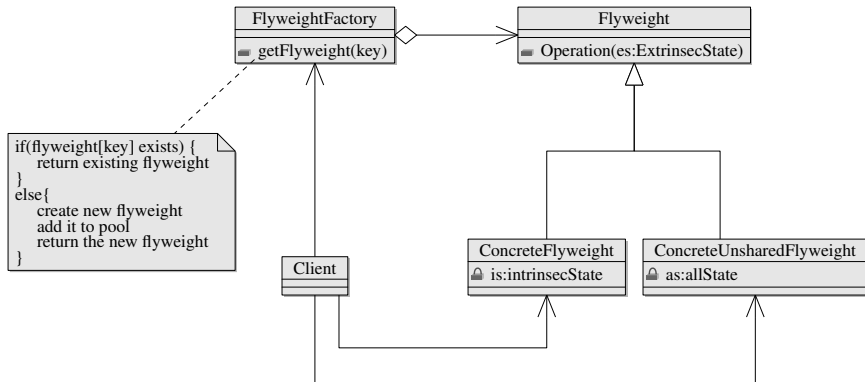 FlyweightFactory
getFlyweight(key)
Flyweight
Operation(es:ExtrinsecState)
if(flyweight[key] exists) {
return existing flyweight
}
else{
create new flyweight
add it to pool
return the new flyweight
}
Client
ConcreteFlyweight
is:intrinsecState
ConcreteUnsharedFlyweight
as:allState